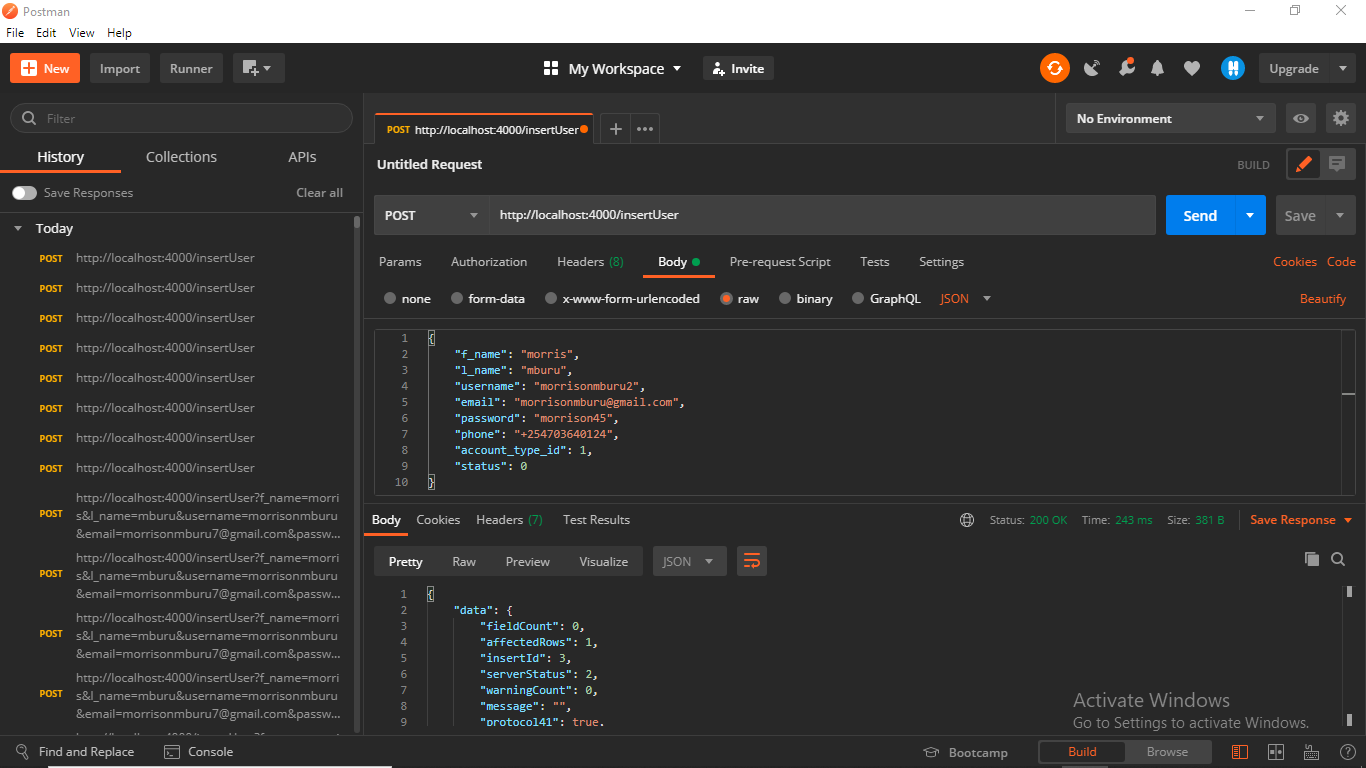 Postman
File Edit View Help
New Import Runner My Workspace Invite Upgrade
Filter
History Collections APIs
Save Responses Clear all
Today
POST http://localhost:4000/insertUser
POST http://localhost:4000/insertUser
POST http://localhost:4000/insertUser
POST http://localhost:4000/insertUser
POST http://localhost:4000/insertUser
POST http://localhost:4000/insertUser
POST http://localhost:4000/insertUser
POST http://localhost:4000/insertUser
http://localhost:4000/insertUser?f_name=morri
POST s&l_name=mburu&username=morrisonmburu
&email=morrisonmburu7@gmail.com&passw...
http://localhost:4000/insertUser?f_name=morri
POST s&l_name=mburu&username=morrisonmburu
&email=morrisonmburu7@gmail.com&passw...
http://localhost:4000/insertUser?f_name=morri
POST s&l_name=mburu&username=morrisonmburu
&email=morrisonmburu7@gmail.com&passw...
http://localhost:4000/insertUser?f_name=morri
POST s&l_name=mburu&username=morrisonmburu
&email=morrisonmburu7@gmail.com&passw...
POST http://localhost:4000/insertUser No Environment
Untitled Request BUILD
POST http://localhost:4000/insertUser Send Save
Params Authorization Headers (8) Body Pre-request Script Tests Settings Cookies Code
none form-data x-www-form-urlencoded raw binary GraphQL JSON Beautify
1 {
2 "f_name": "morris",
3 "l_name": "mburu",
4 "username": "morrisonmburu2",
5 "email": "morrisonmburu@gmail.com",
6 "password": "morrison45",
7 "phone": "+254703640124",
8 "account_type_id": 1,
9 "status": 0
10 }
Body Cookies Headers (7) Test Results Status: 200 OK Time: 243 ms Size: 381 B Save Response
Pretty Raw Preview Visualize JSON
1 {
2 "data": {
3 "fieldCount": 0,
4 "affectedRows": 1,
5 "insertId": 3,
6 "serverStatus": 2,
7 "warningCount": 0,
8 "message": "",
9 "protocol41": true,
Activate Windows
Go to Settings to activate Windows.
Find and Replace Console Bootcamp Build Browse